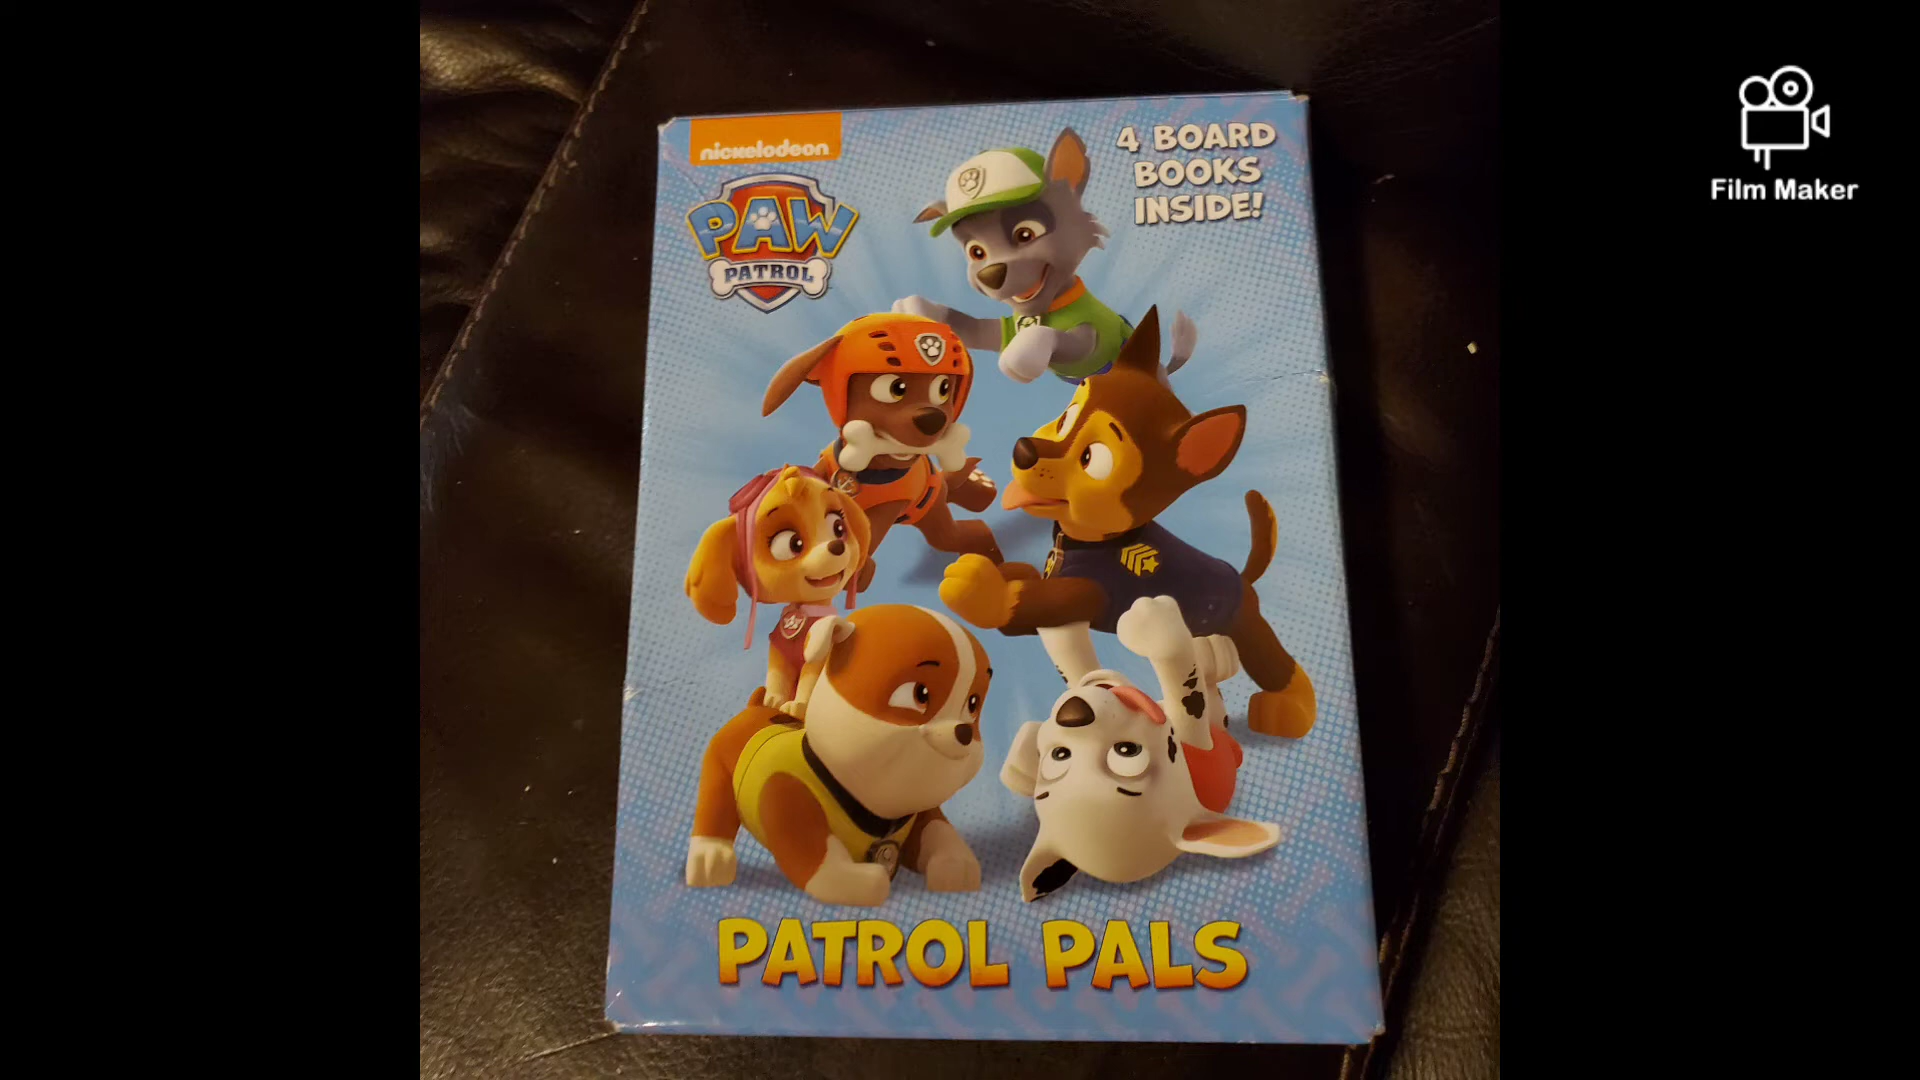 nickelodeon
PAW
PATROL
4 BOARD
BOOKS
INSIDE!
PATROL PALS
Film Maker